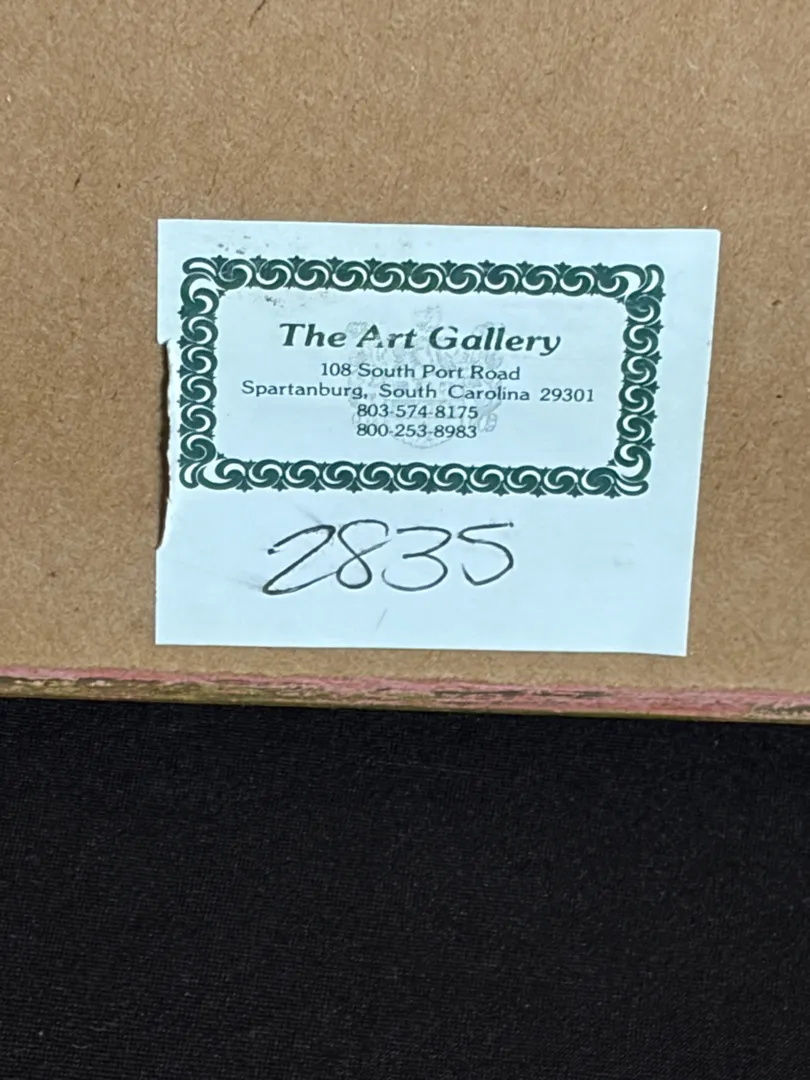 The Art Gallery
108 South Port Road
Spartanburg, South Carolina 29301
803-574-8175
800-253-8983
2835